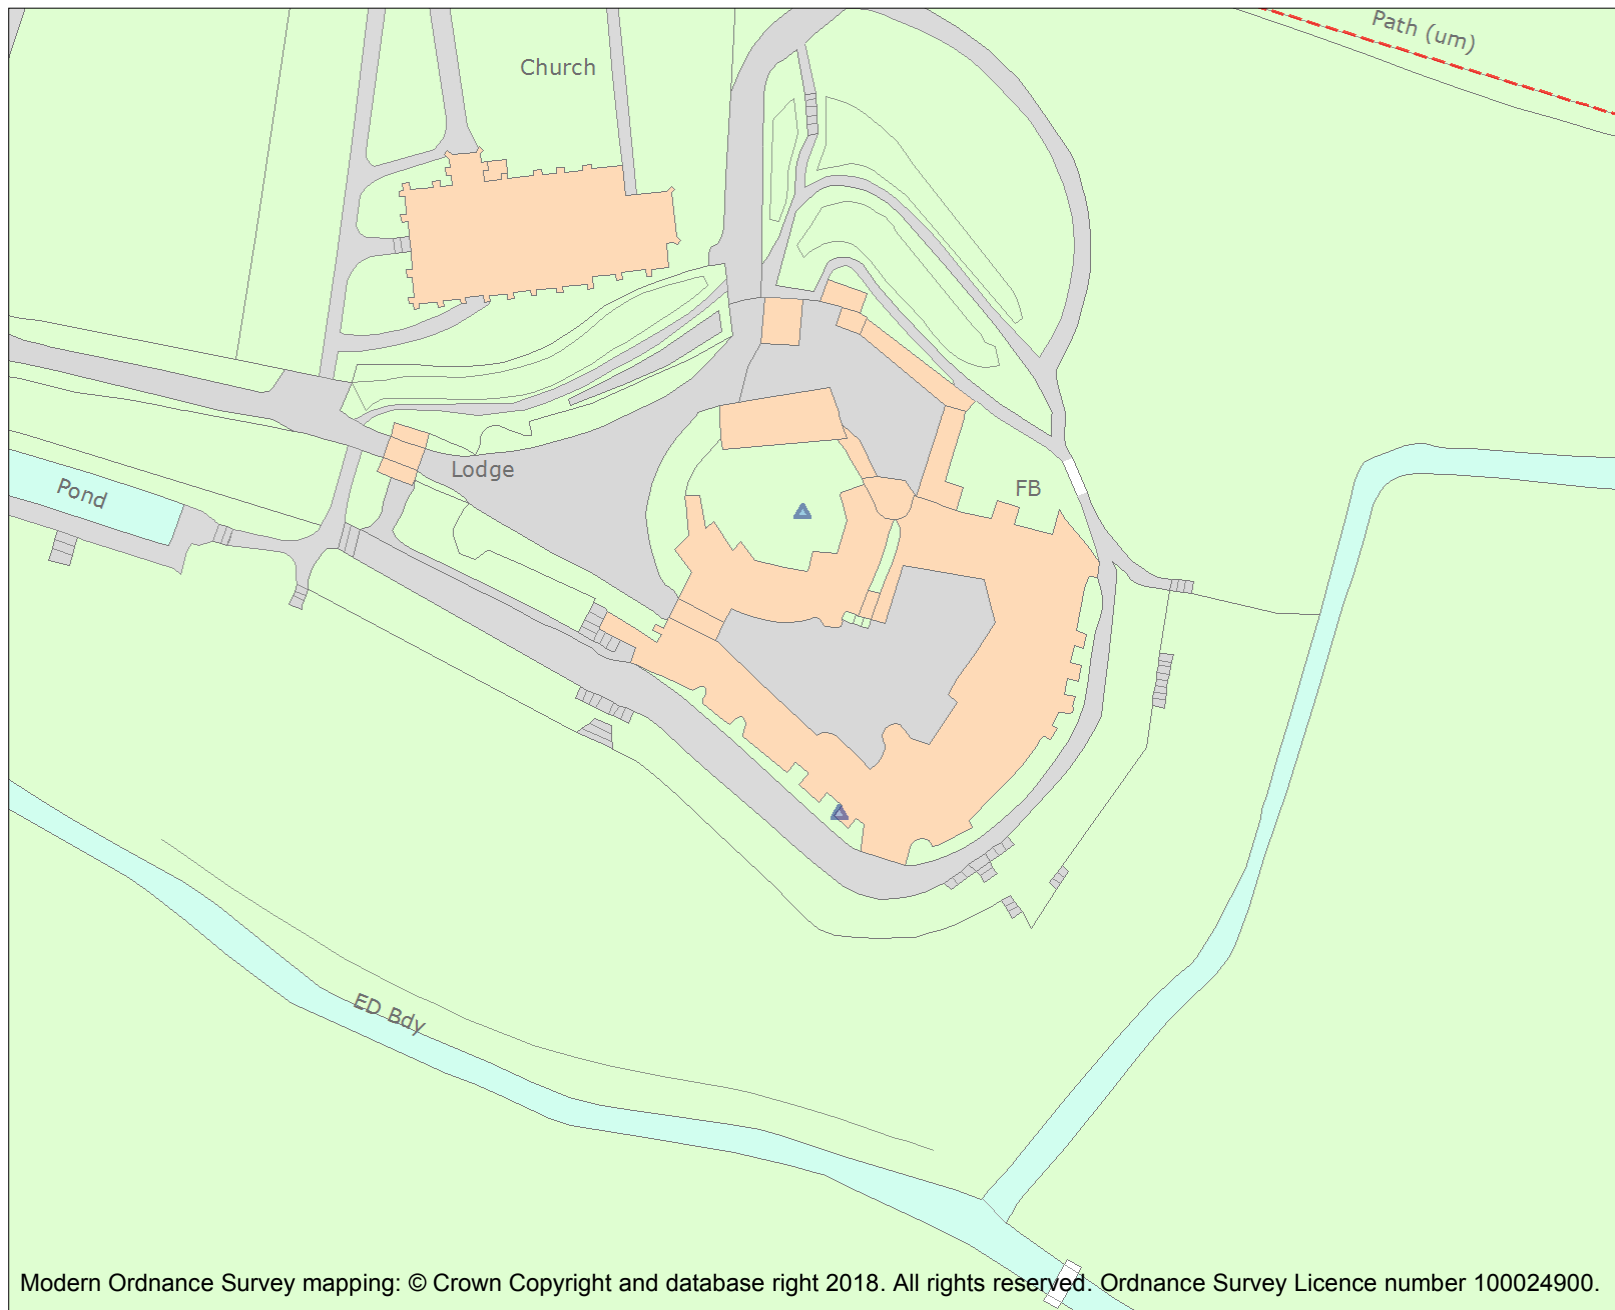 Path (um)
Church
Lodge
Pond
FB
ED Bdy
Modern Ordnance Survey mapping: © Crown Copyright and database right 2018. All rights reserved. Ordnance Survey Licence number 100024900.